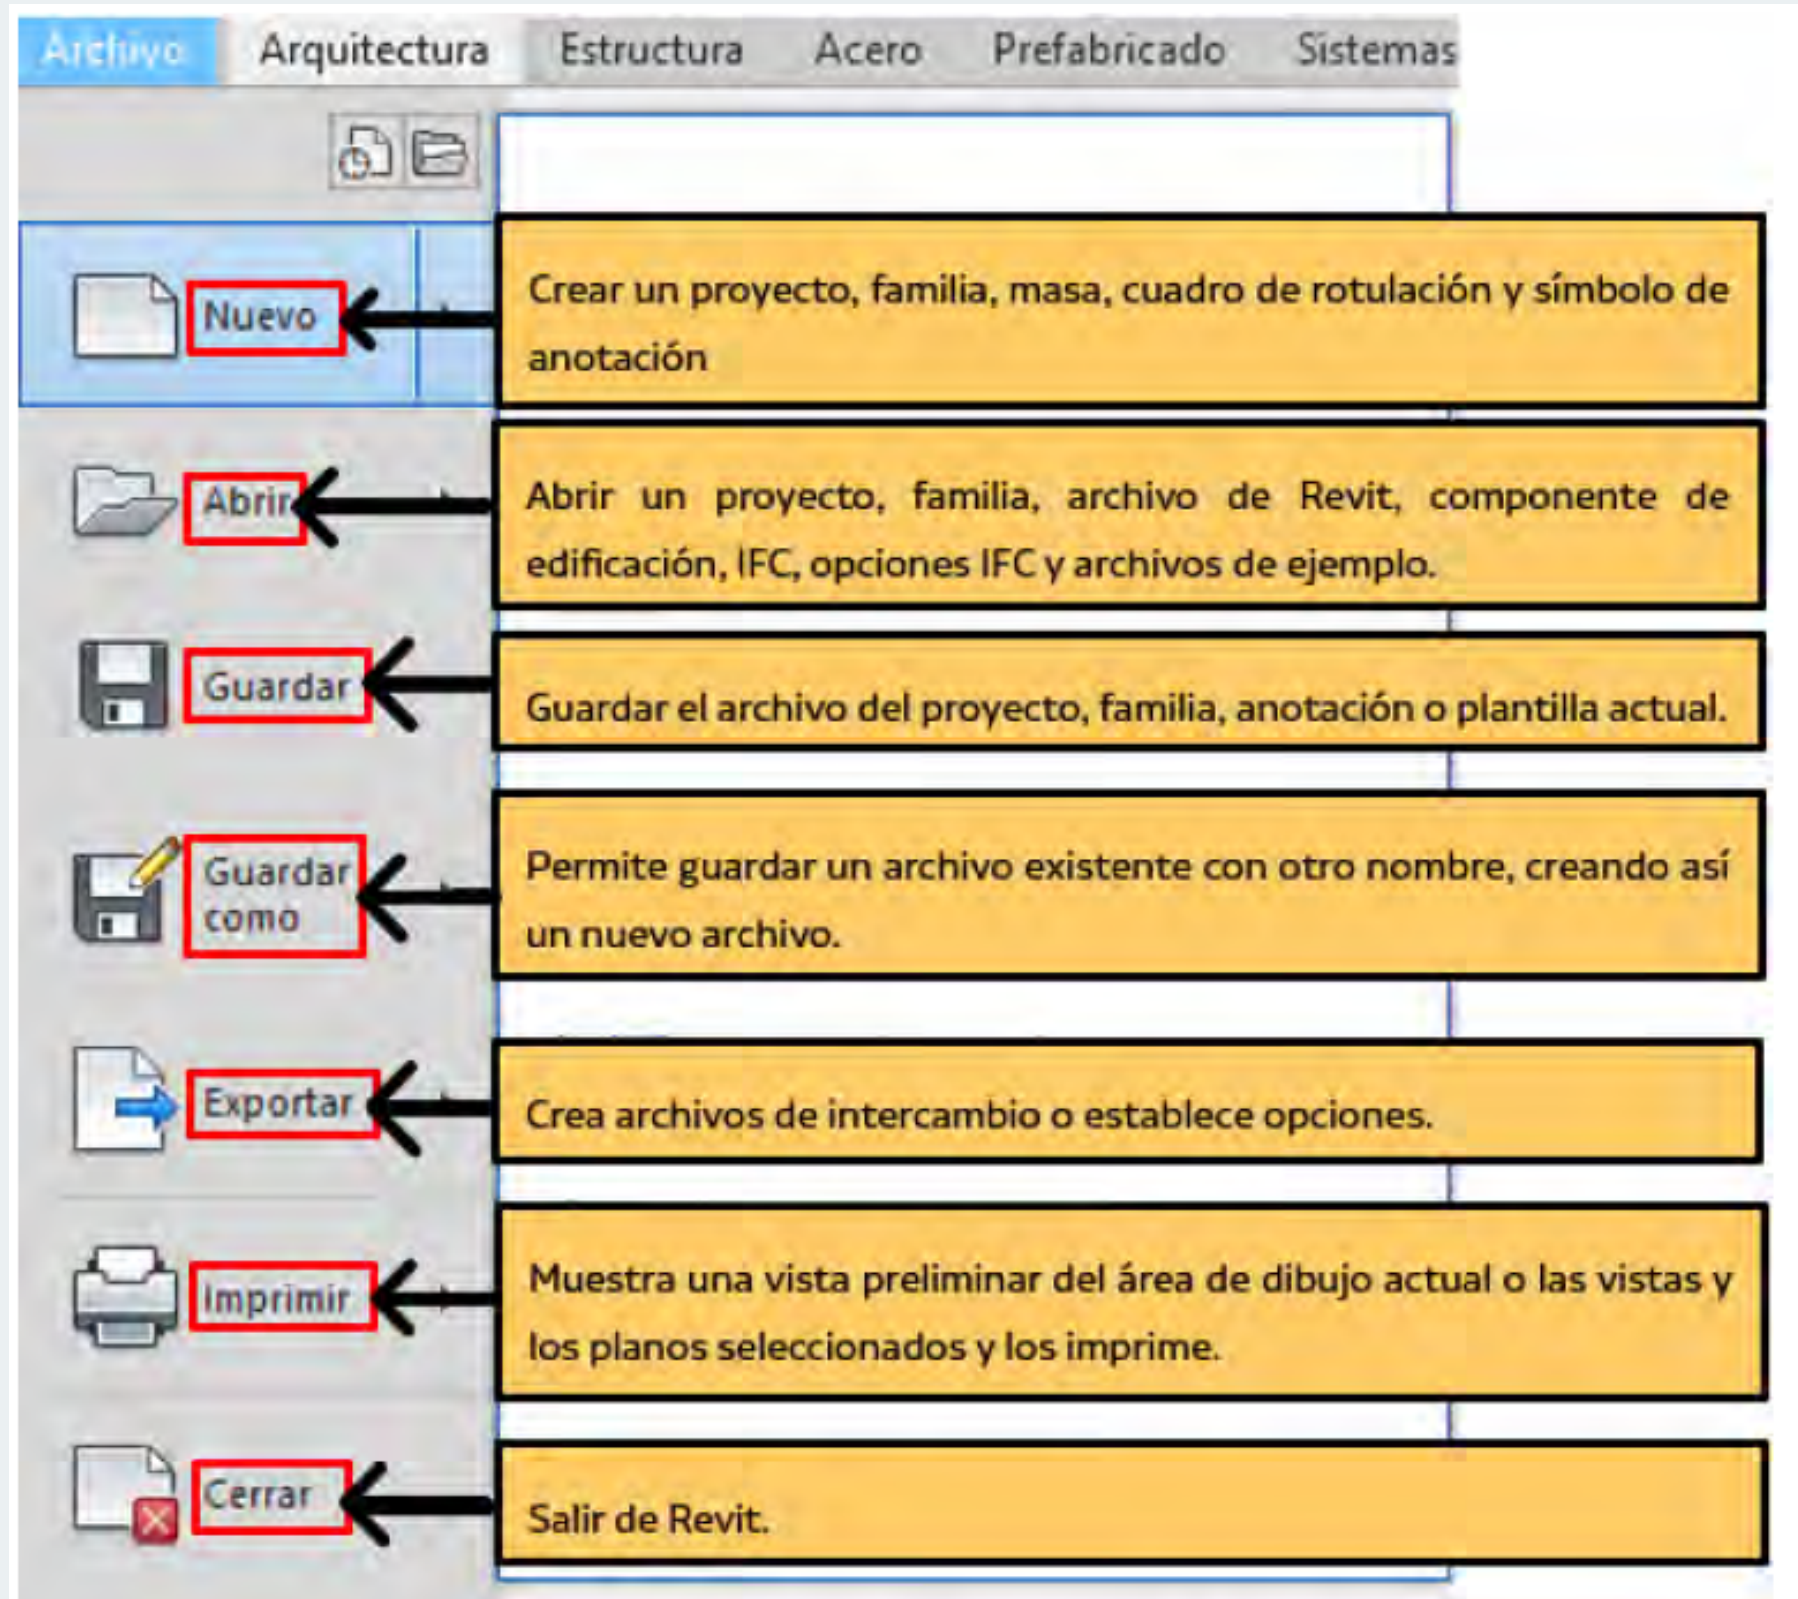 Archivo Arquitectura Estructura Acero Prefabricado Sistemas
Nuevo
Crear un proyecto, familia, masa, cuadro de rotulación y símbolo de
anotación
Abrir
Abrir un proyecto, familia, archivo de Revit, componente de
edificación, IFC, opciones IFC y archivos de ejemplo.
Guardar
Guardar el archivo del proyecto, familia, anotación o plantilla actual.
Guardar
como
Permite guardar un archivo existente con otro nombre, creando así
un nuevo archivo.
Exportar
Crea archivos de intercambio o establece opciones.
Imprimir
Muestra una vista preliminar del área de dibujo actual o las vistas y
los planos seleccionados y los imprime.
Cerrar
Salir de Revit.